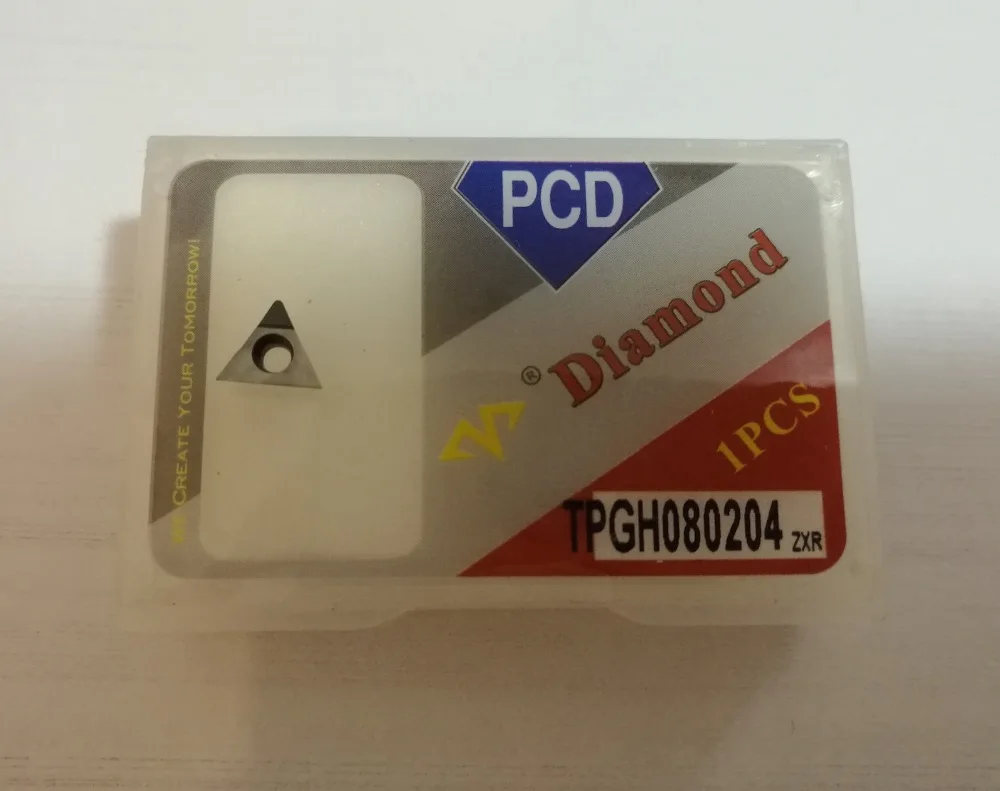 PCD
® Diamond
CREATE YOUR TOMORROW!
1PCS
TPGH080204 ZXR